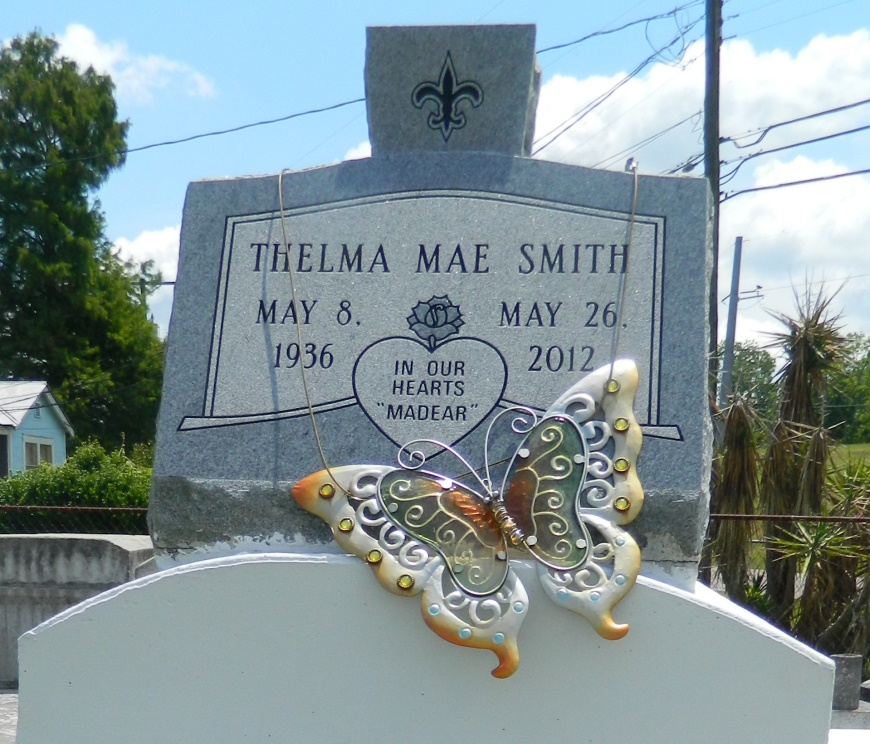 THELMA MAE SMITH
MAY 8, MAY 26,
1936 2012
IN OUR
HEARTS
"MADEAR"